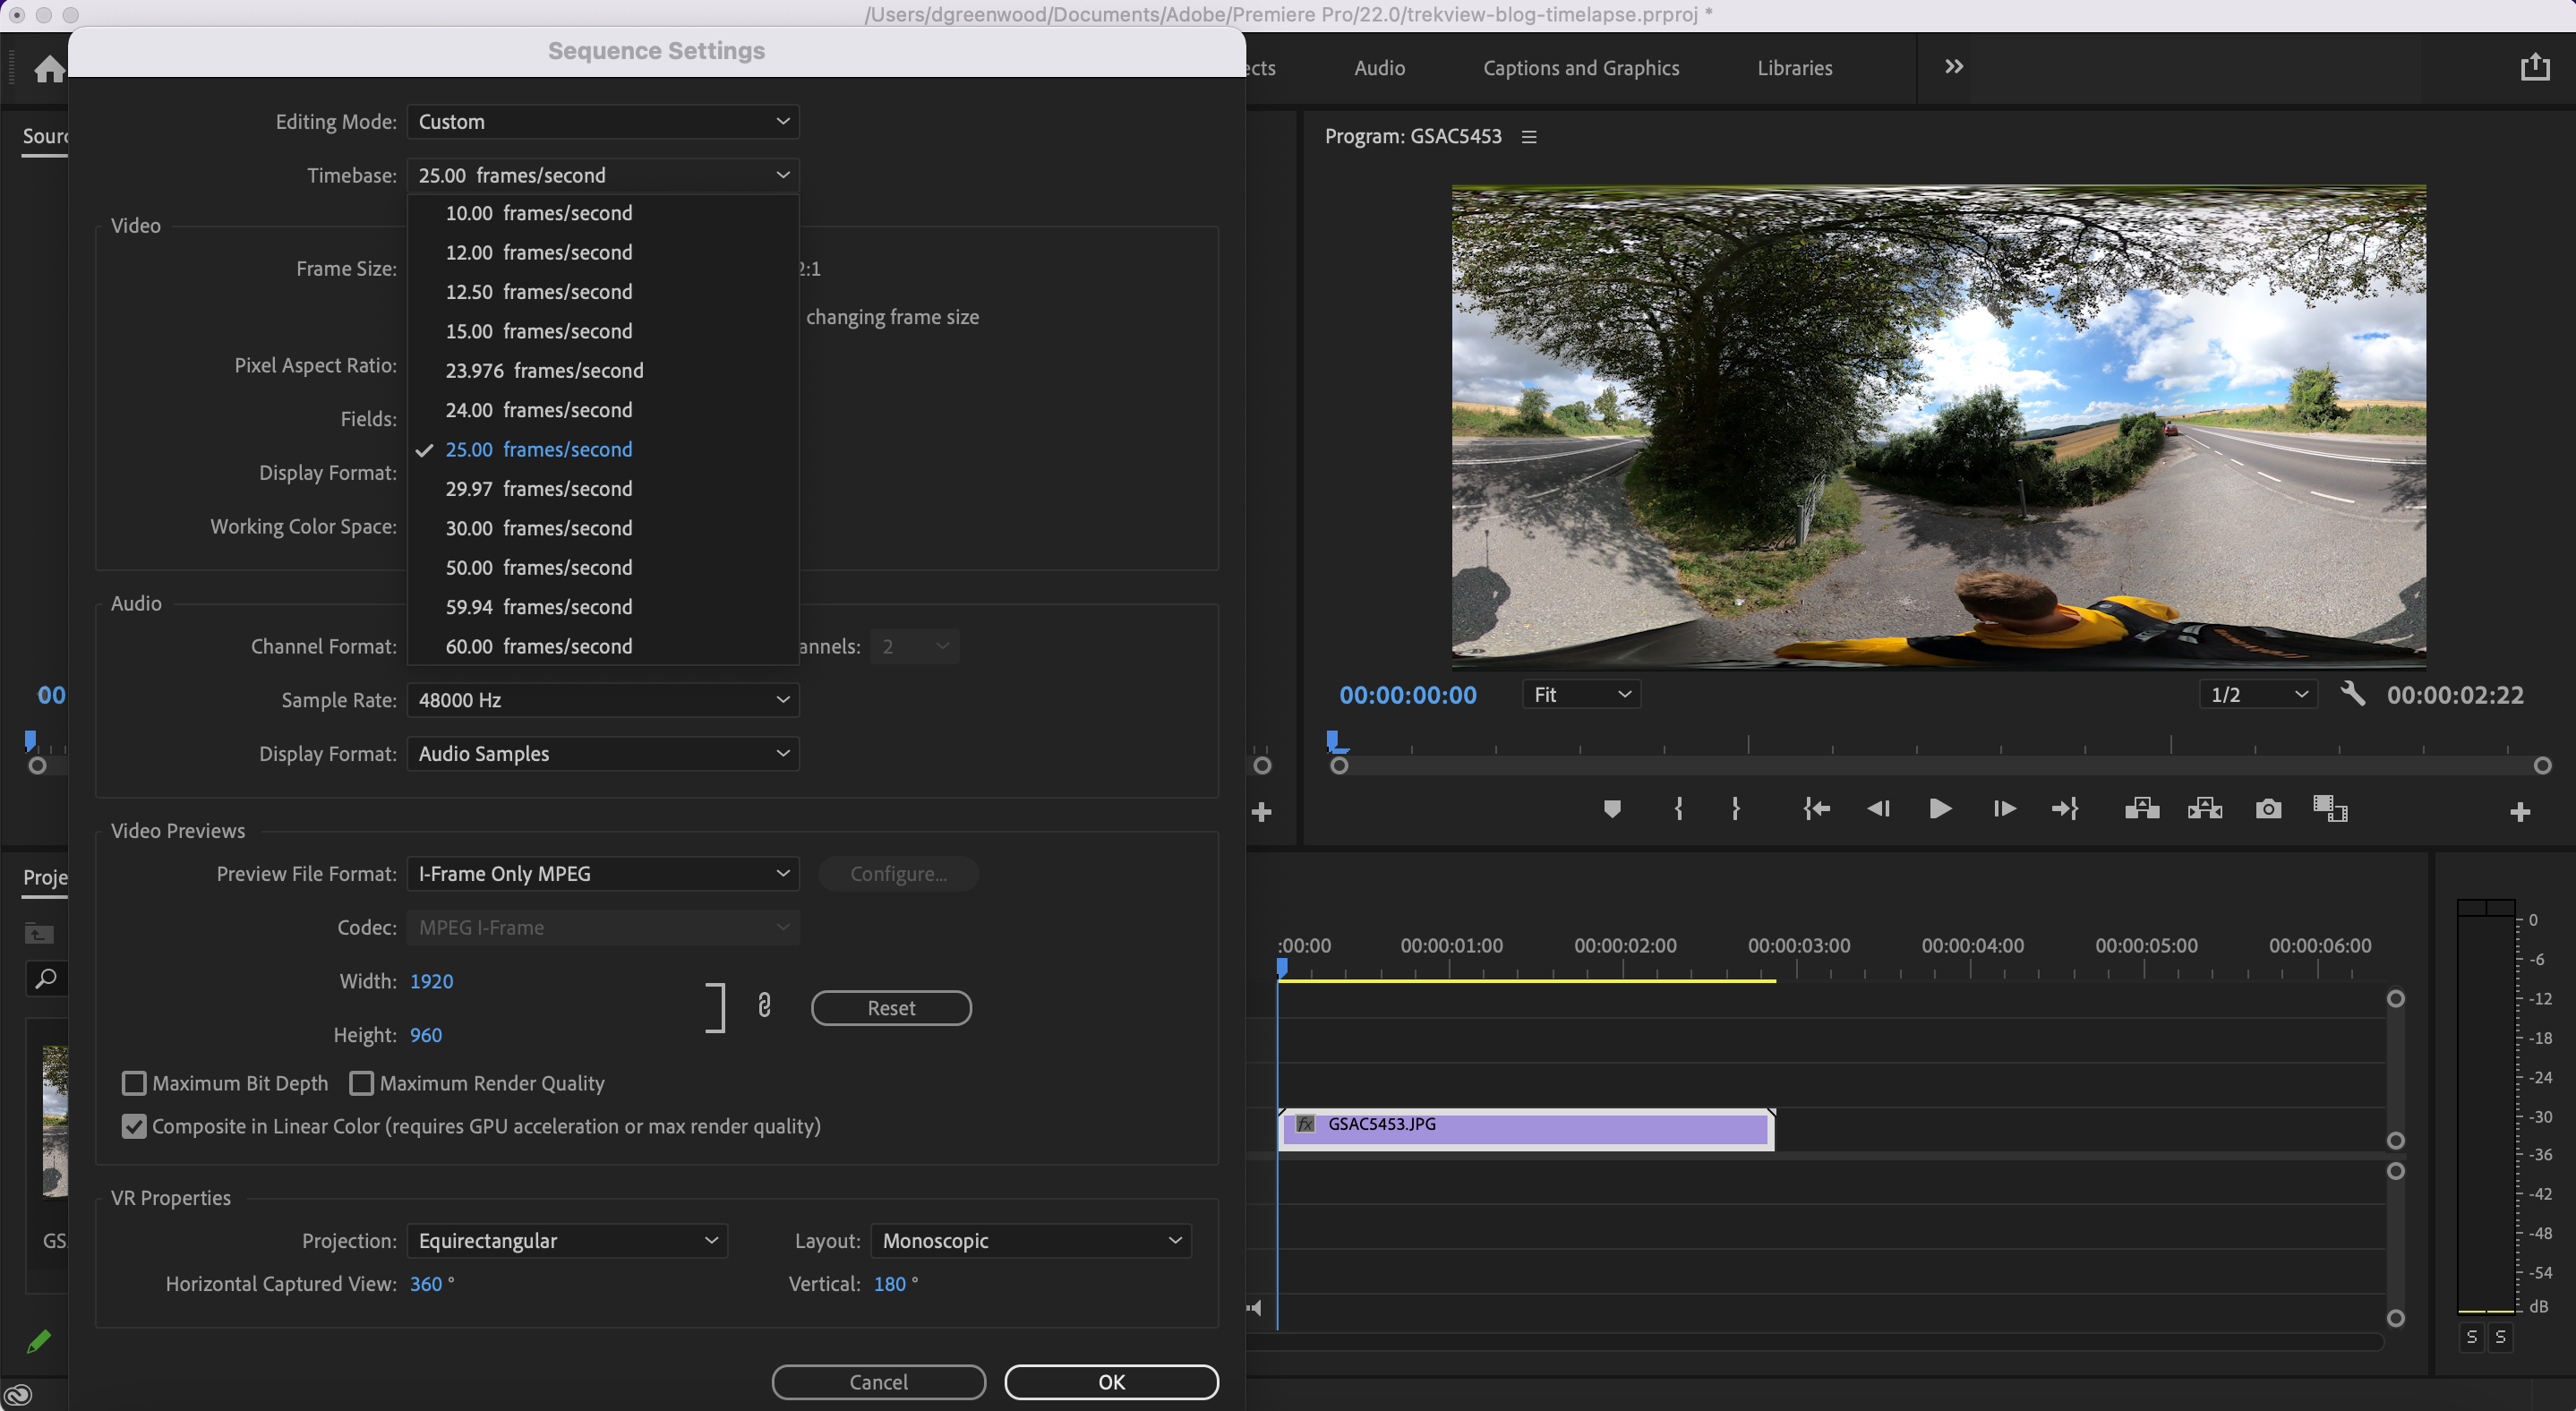 /Users/dgreenwood/Documents/Adobe/Premiere Pro/22.0/trekview-blog-timelapse.prproj *
Sequence Settings
ects Audio Captions and Graphics Libraries
Sourc
Editing Mode: Custom
Timebase: 25.00 frames/second
10.00 frames/second
12.00 frames/second
12.50 frames/second
15.00 frames/second
23.976 frames/second
24.00 frames/second
25.00 frames/second
29.97 frames/second
30.00 frames/second
50.00 frames/second
59.94 frames/second
60.00 frames/second
Video
Frame Size: 2:1
changing frame size
Pixel Aspect Ratio:
Fields:
Display Format:
Working Color Space:
Audio
Channel Format: annels: 2
Sample Rate: 48000 Hz
Display Format: Audio Samples
Video Previews
Preview File Format: I-Frame Only MPEG Configure...
Codec: MPEG I-Frame
Width: 1920
Height: 960
Reset
Maximum Bit Depth Maximum Render Quality
Composite in Linear Color (requires GPU acceleration or max render quality)
VR Properties
Projection: Equirectangular Layout: Monoscopic
Horizontal Captured View: 360 ° Vertical: 180 °
Cancel OK
00
Proje
GS
Program: GSAC5453
00:00:00:00 Fit 1/2 00:00:02:22
:00:00 00:00:01:00 00:00:02:00 00:00:03:00 00:00:04:00 00:00:05:00 00:00:06:00
fx GSAC5453.JPG
0
-6
-12
-18
-24
-30
-36
-42
-48
-54
dB
S S